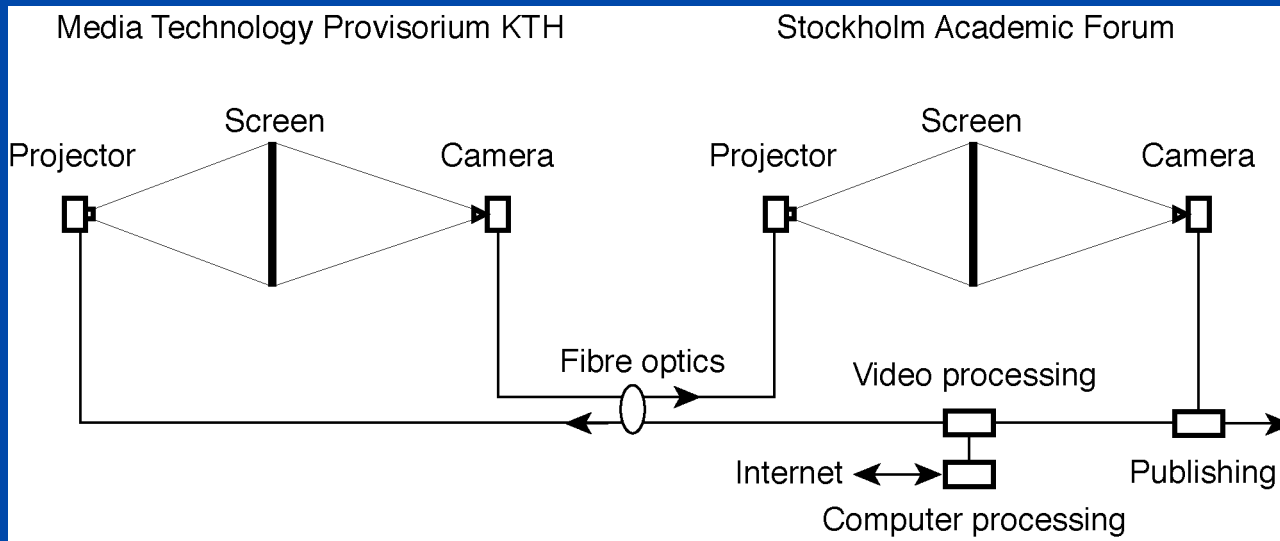 Media Technology Provisorium KTH
Stockholm Academic Forum
Screen
Projector
Camera
Screen
Projector
Camera
Fibre optics
Video processing
Internet
Publishing
Computer processing